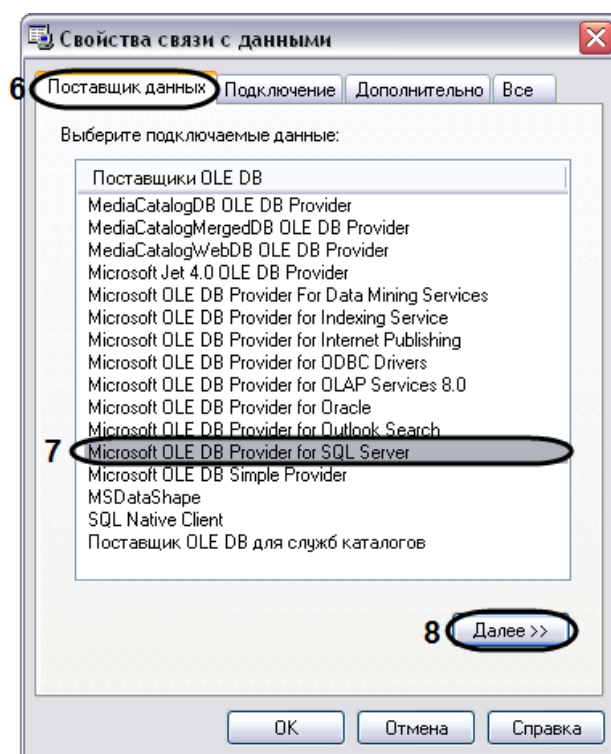 Свойства связи с данными
6 Поставщик данных Подключение Дополнительно Все
Выберите подключаемые данные:
Поставщики OLE DB
MediaCatalogDB OLE DB Provider
MediaCatalogMergedDB OLE DB Provider
MediaCatalogWebDB OLE DB Provider
Microsoft Jet 4.0 OLE DB Provider
Microsoft OLE DB Provider For Data Mining Services
Microsoft OLE DB Provider for Indexing Service
Microsoft OLE DB Provider for Internet Publishing
Microsoft OLE DB Provider for ODBC Drivers
Microsoft OLE DB Provider for OLAP Services 8.0
Microsoft OLE DB Provider for Oracle
Microsoft OLE DB Provider for Outlook Search
7 Microsoft OLE DB Provider for SQL Server
Microsoft OLE DB Simple Provider
MSDataShape
SQL Native Client
Поставщик OLE DB для служб каталогов
8 Далее >>
OK Отмена Справка